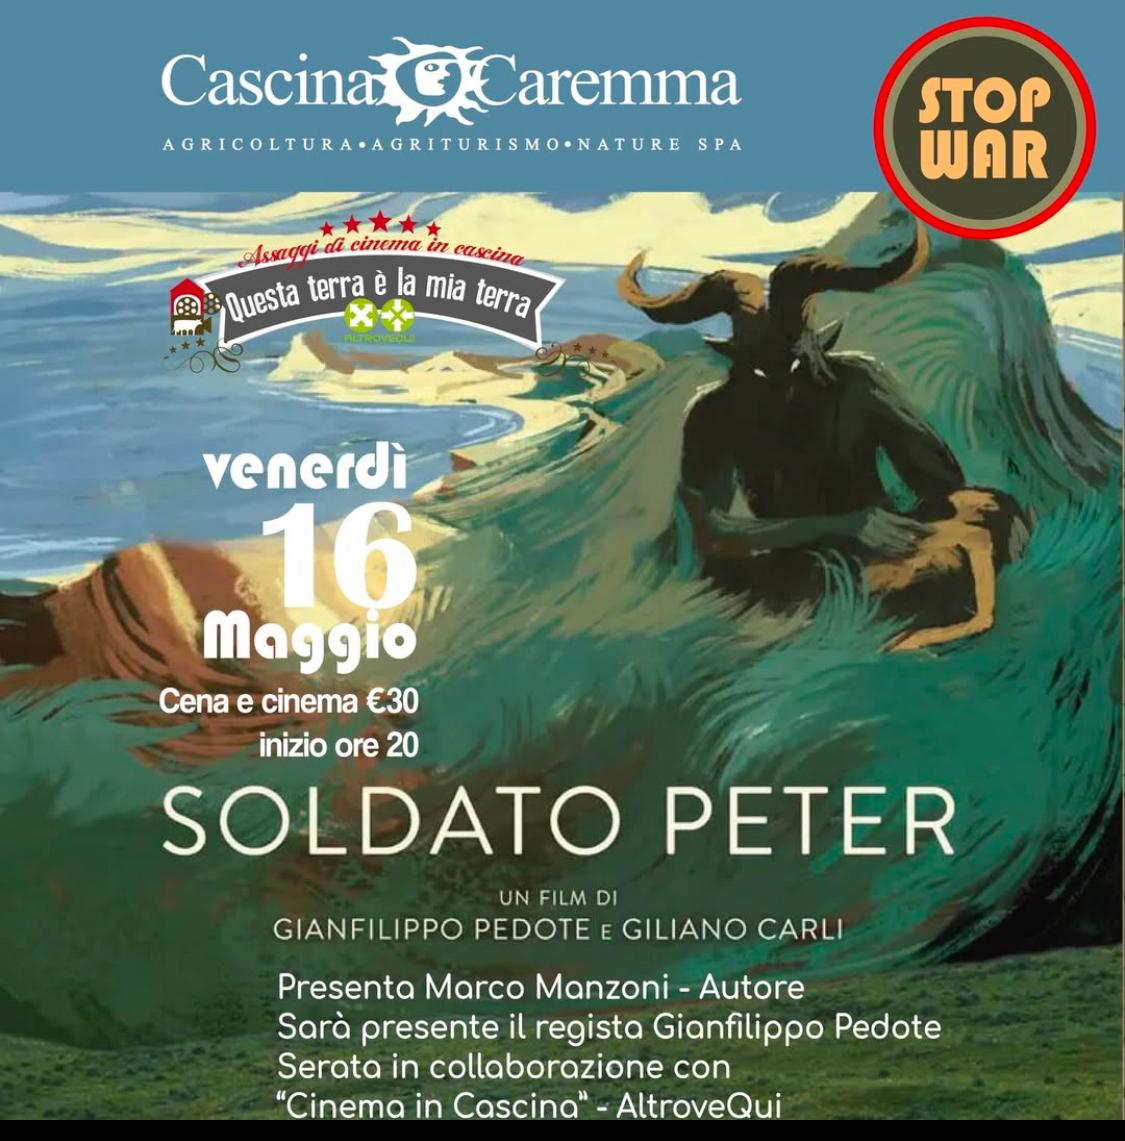 Cascina Caremma
AGRICOLTURA•AGRITURISMO•NATURE SPA
STOP
WAR
Assaggi di cinema in cascina
Questa terra è la mia terra
ALTROVEQUI
venerdì
16
Maggio
Cena e cinema €30
inizio ore 20
SOLDATO PETER
UN FILM DI
GIANFILIPPO PEDOTE E GILIANO CARLI
Presenta Marco Manzoni - Autore
Sarà presente il regista Gianfilippo Pedote
Serata in collaborazione con
“Cinema in Cascina” - AltroveQui